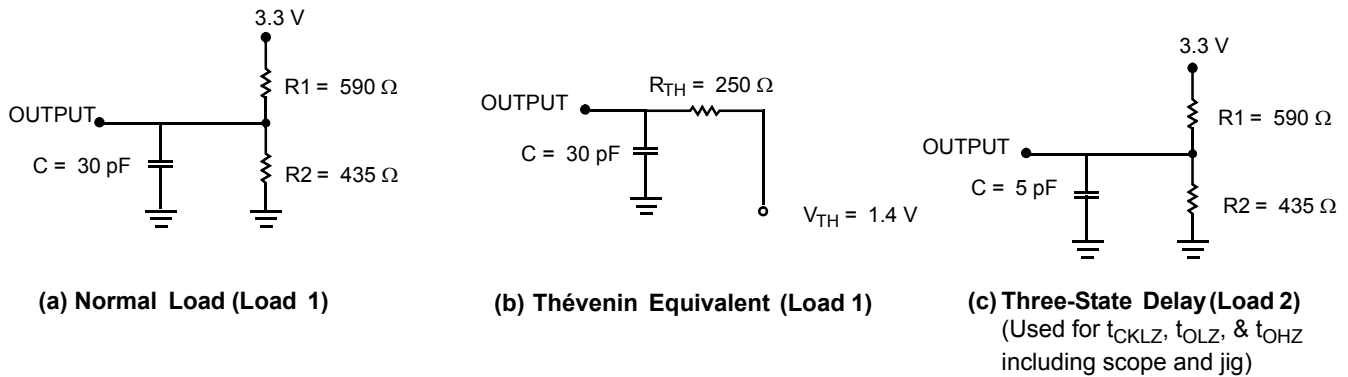 3.3 V
R1 = 590 Ω
OUTPUT
C = 30 pF
R2 = 435 Ω
(a) Normal Load (Load 1)
R_TH = 250 Ω
OUTPUT
C = 30 pF
V_TH = 1.4 V
(b) Thévenin Equivalent (Load 1)
3.3 V
R1 = 590 Ω
OUTPUT
C = 5 pF
R2 = 435 Ω
(c) Three-State Delay (Load 2)
(Used for t_CKLZ, t_OLZ, & t_OHZ
including scope and jig)